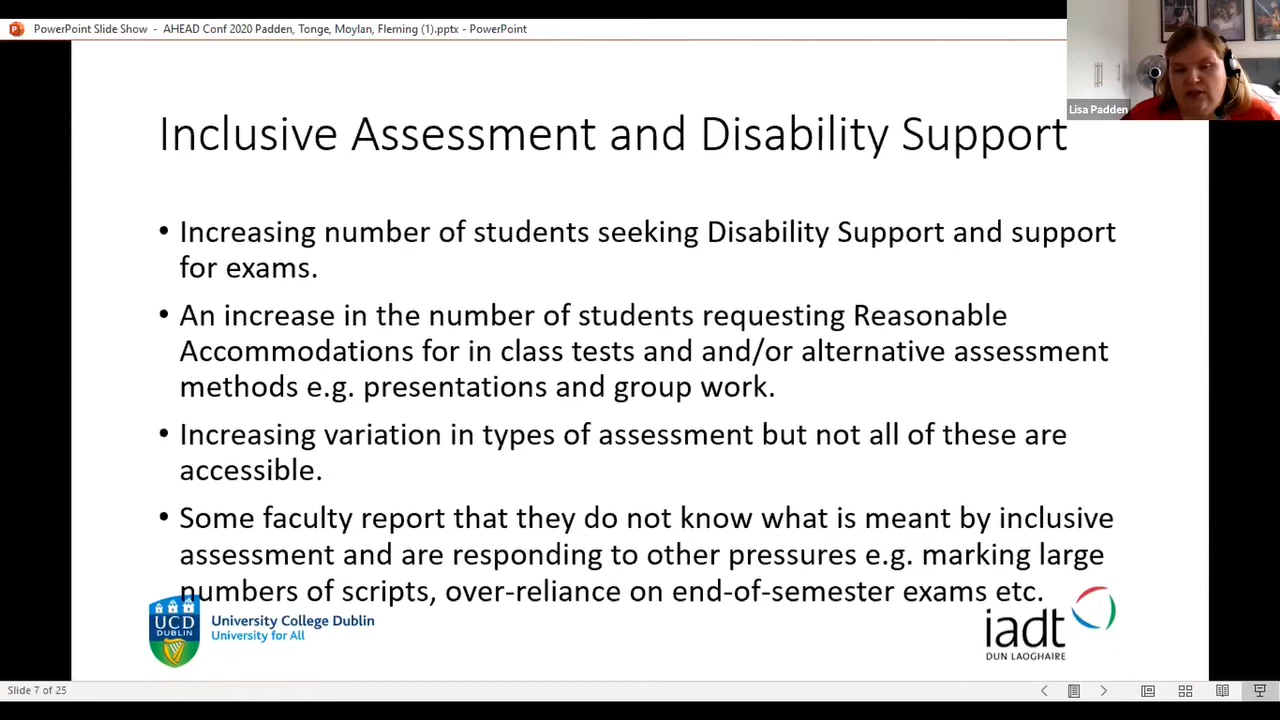 PowerPoint Slide Show - AHEAD Conf 2020 Padden, Tonge, Moylan, Fleming (1).pptx - PowerPoint
Lisa Padden
Inclusive Assessment and Disability Support
• Increasing number of students seeking Disability Support and support
for exams.
• An increase in the number of students requesting Reasonable
Accommodations for in class tests and and/or alternative assessment
methods e.g. presentations and group work.
• Increasing variation in types of assessment but not all of these are
accessible.
• Some faculty report that they do not know what is meant by inclusive
assessment and are responding to other pressures e.g. marking large
numbers of scripts, over-reliance on end-of-semester exams etc.
UCD
DUBLIN
University College Dublin
University for All
iadt
DUN LAOGHAIRE
Slide 7 of 25